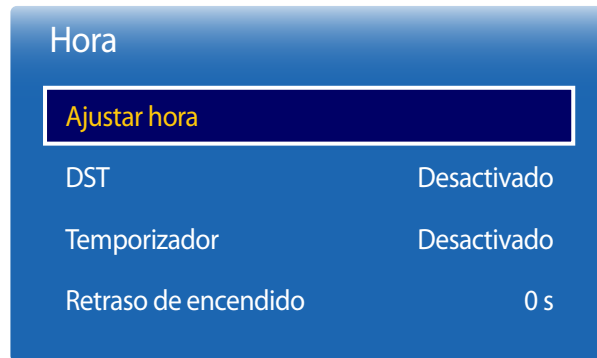 Hora
Ajustar hora
DST Desactivado
Temporizador Desactivado
Retraso de encendido 0 s